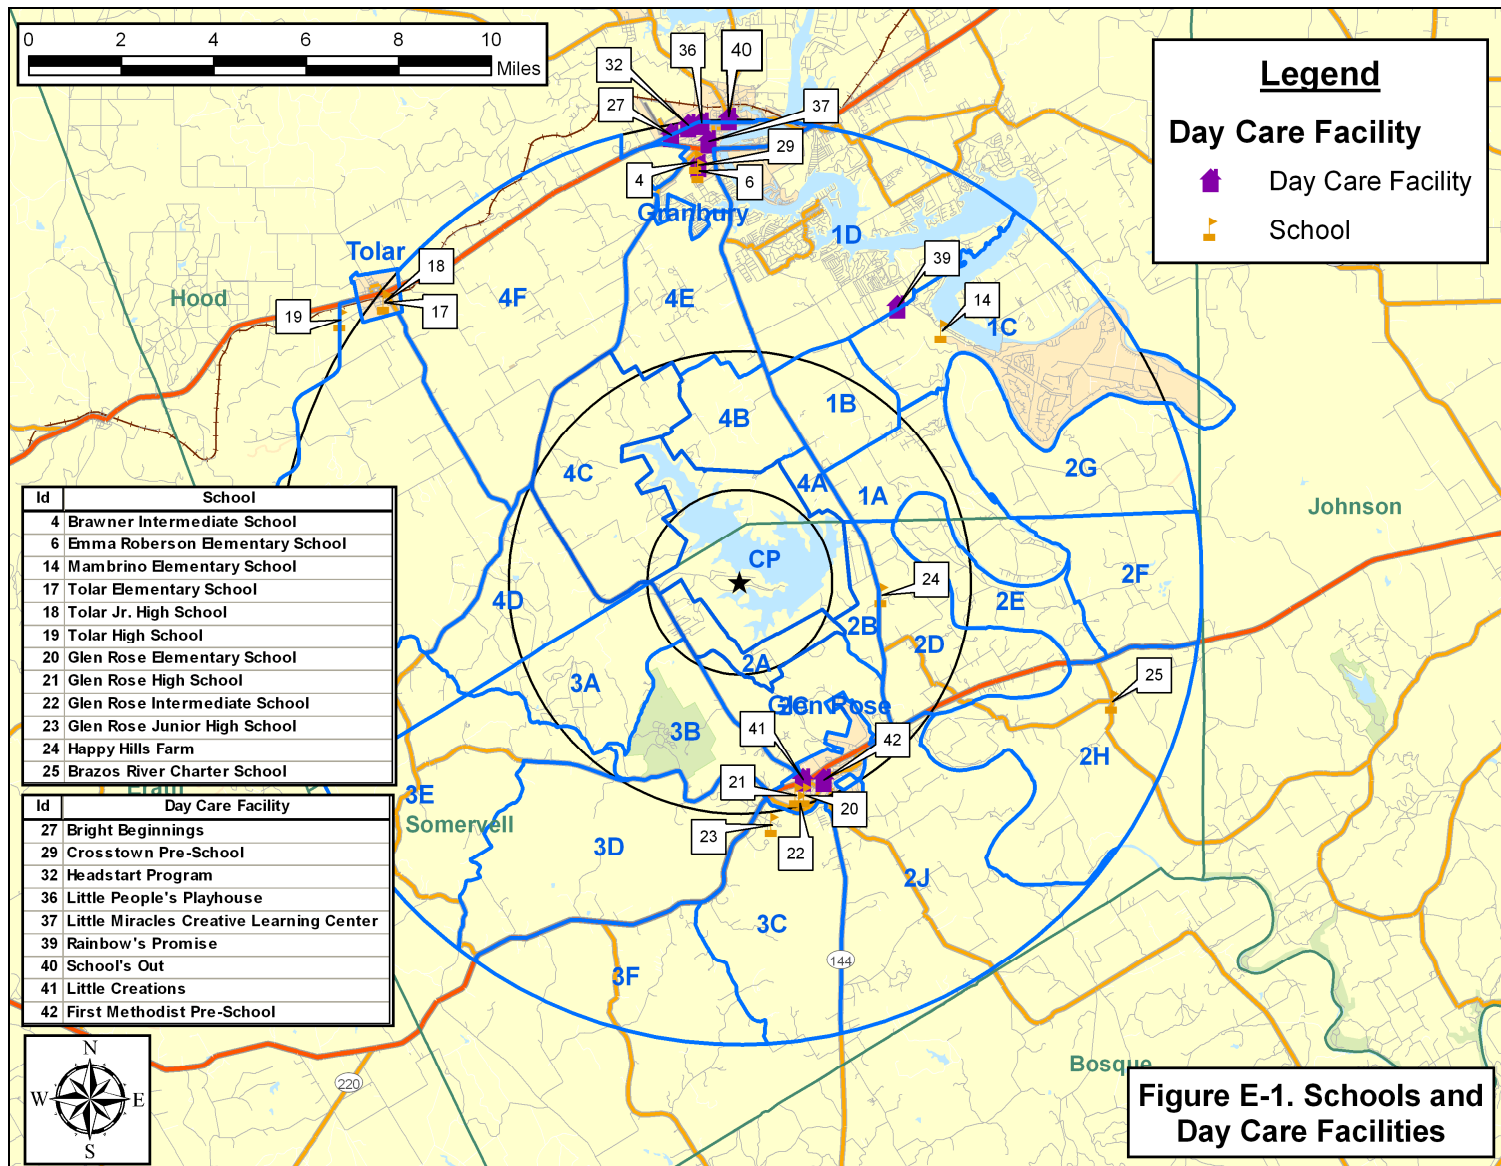 0 2 4 6 8 10
Miles
Legend
Day Care Facility
Day Care Facility
School
36
40
32
27
37
29
4
6
Granbury
1D
Tolar
18
39
Hood
4F
4E
14
19
17
1C
1B
4B
4C
2G
4A
1A
Johnson
CP
24
2F
4D
2E
2B
2D
2A
3A
25
2C
Glen Rose
3B
41
42
2H
21
20
3E
Somervell
23
22
3D
2J
3C
144
3F
Id School
4 Brawner Intermediate School
6 Emma Roberson Elementary School
14 Mambrino Elementary School
17 Tolar Elementary School
18 Tolar Jr. High School
19 Tolar High School
20 Glen Rose Elementary School
21 Glen Rose High School
22 Glen Rose Intermediate School
23 Glen Rose Junior High School
24 Happy Hills Farm
25 Brazos River Charter School
Erath
Id Day Care Facility
27 Bright Beginnings
29 Crosstown Pre-School
32 Headstart Program
36 Little People's Playhouse
37 Little Miracles Creative Learning Center
39 Rainbow's Promise
40 School's Out
41 Little Creations
42 First Methodist Pre-School
N
W E
S
220
Bosque
Figure E-1. Schools and
Day Care Facilities